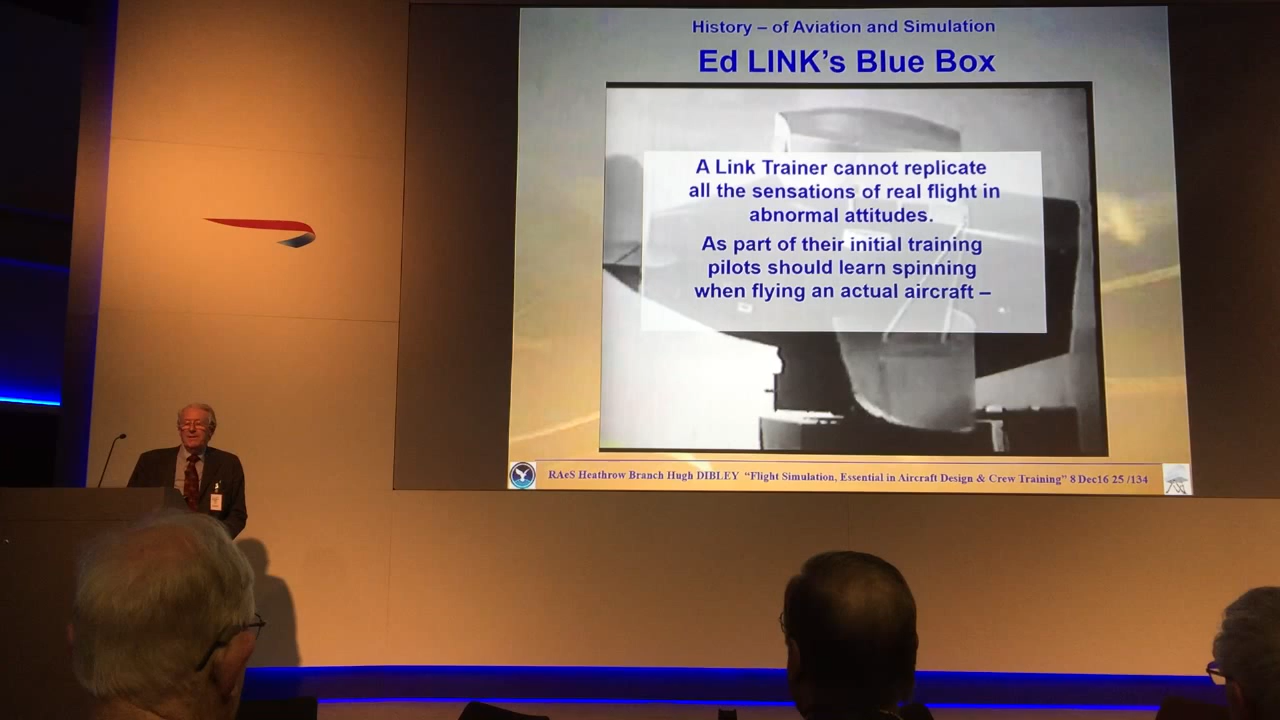 History – of Aviation and Simulation
Ed LINK's Blue Box
A Link Trainer cannot replicate
all the sensations of real flight in
abnormal attitudes.
As part of their initial training
pilots should learn spinning
when flying an actual aircraft –
RAeS Heathrow Branch Hugh DIBLEY "Flight Simulation, Essential in Aircraft Design & Crew Training" 8 Dec16 25 /134